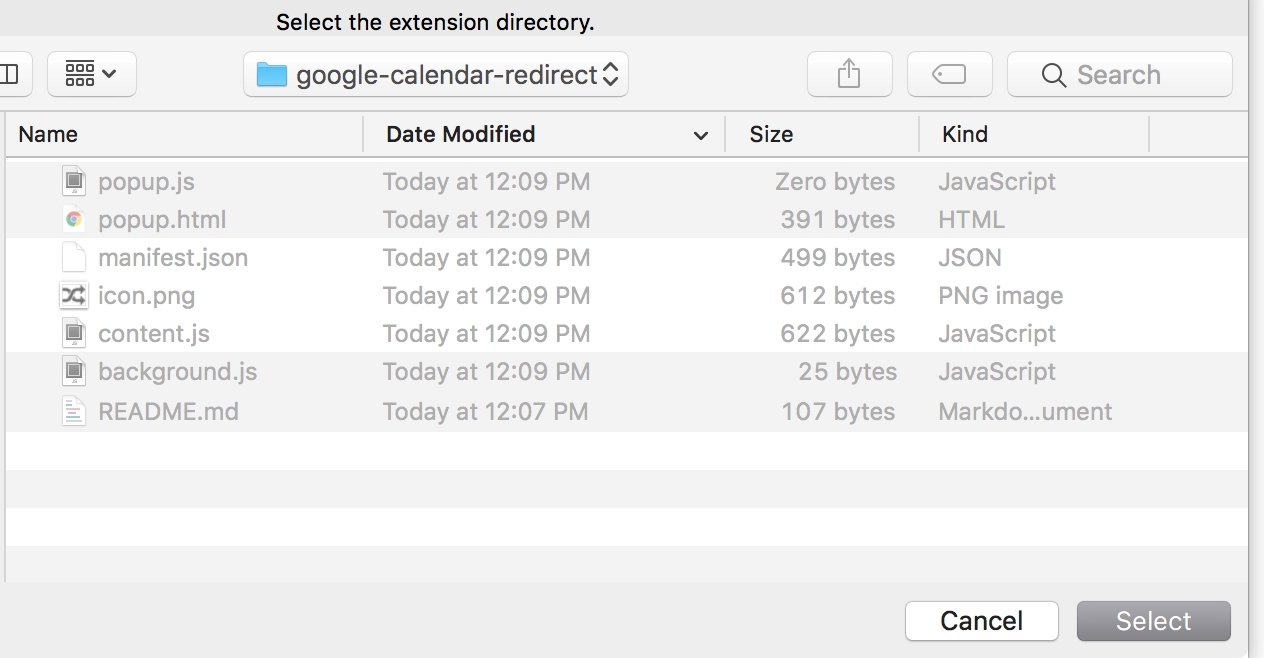 Select the extension directory.
google-calendar-redirect Search
Name Date Modified Size Kind
popup.js Today at 12:09 PM Zero bytes JavaScript
popup.html Today at 12:09 PM 391 bytes HTML
manifest.json Today at 12:09 PM 499 bytes JSON
icon.png Today at 12:09 PM 612 bytes PNG image
content.js Today at 12:09 PM 622 bytes JavaScript
background.js Today at 12:09 PM 25 bytes JavaScript
README.md Today at 12:07 PM 107 bytes Markdo...ument
Cancel Select